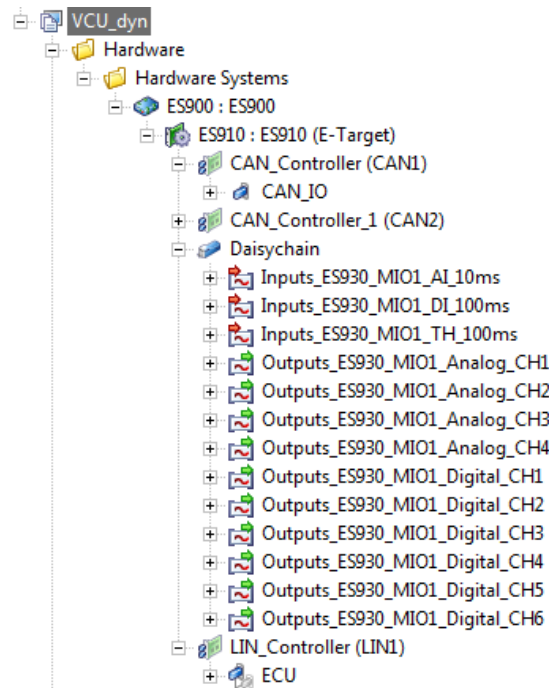 VCU_dyn
Hardware
Hardware Systems
ES900 : ES900
ES910 : ES910 (E-Target)
CAN_Controller (CAN1)
CAN_IO
CAN_Controller_1 (CAN2)
Daisychain
Inputs_ES930_MIO1_AI_10ms
Inputs_ES930_MIO1_DI_100ms
Inputs_ES930_MIO1_TH_100ms
Outputs_ES930_MIO1_Analog_CH1
Outputs_ES930_MIO1_Analog_CH2
Outputs_ES930_MIO1_Analog_CH3
Outputs_ES930_MIO1_Analog_CH4
Outputs_ES930_MIO1_Digital_CH1
Outputs_ES930_MIO1_Digital_CH2
Outputs_ES930_MIO1_Digital_CH3
Outputs_ES930_MIO1_Digital_CH4
Outputs_ES930_MIO1_Digital_CH5
Outputs_ES930_MIO1_Digital_CH6
LIN_Controller (LIN1)
ECU